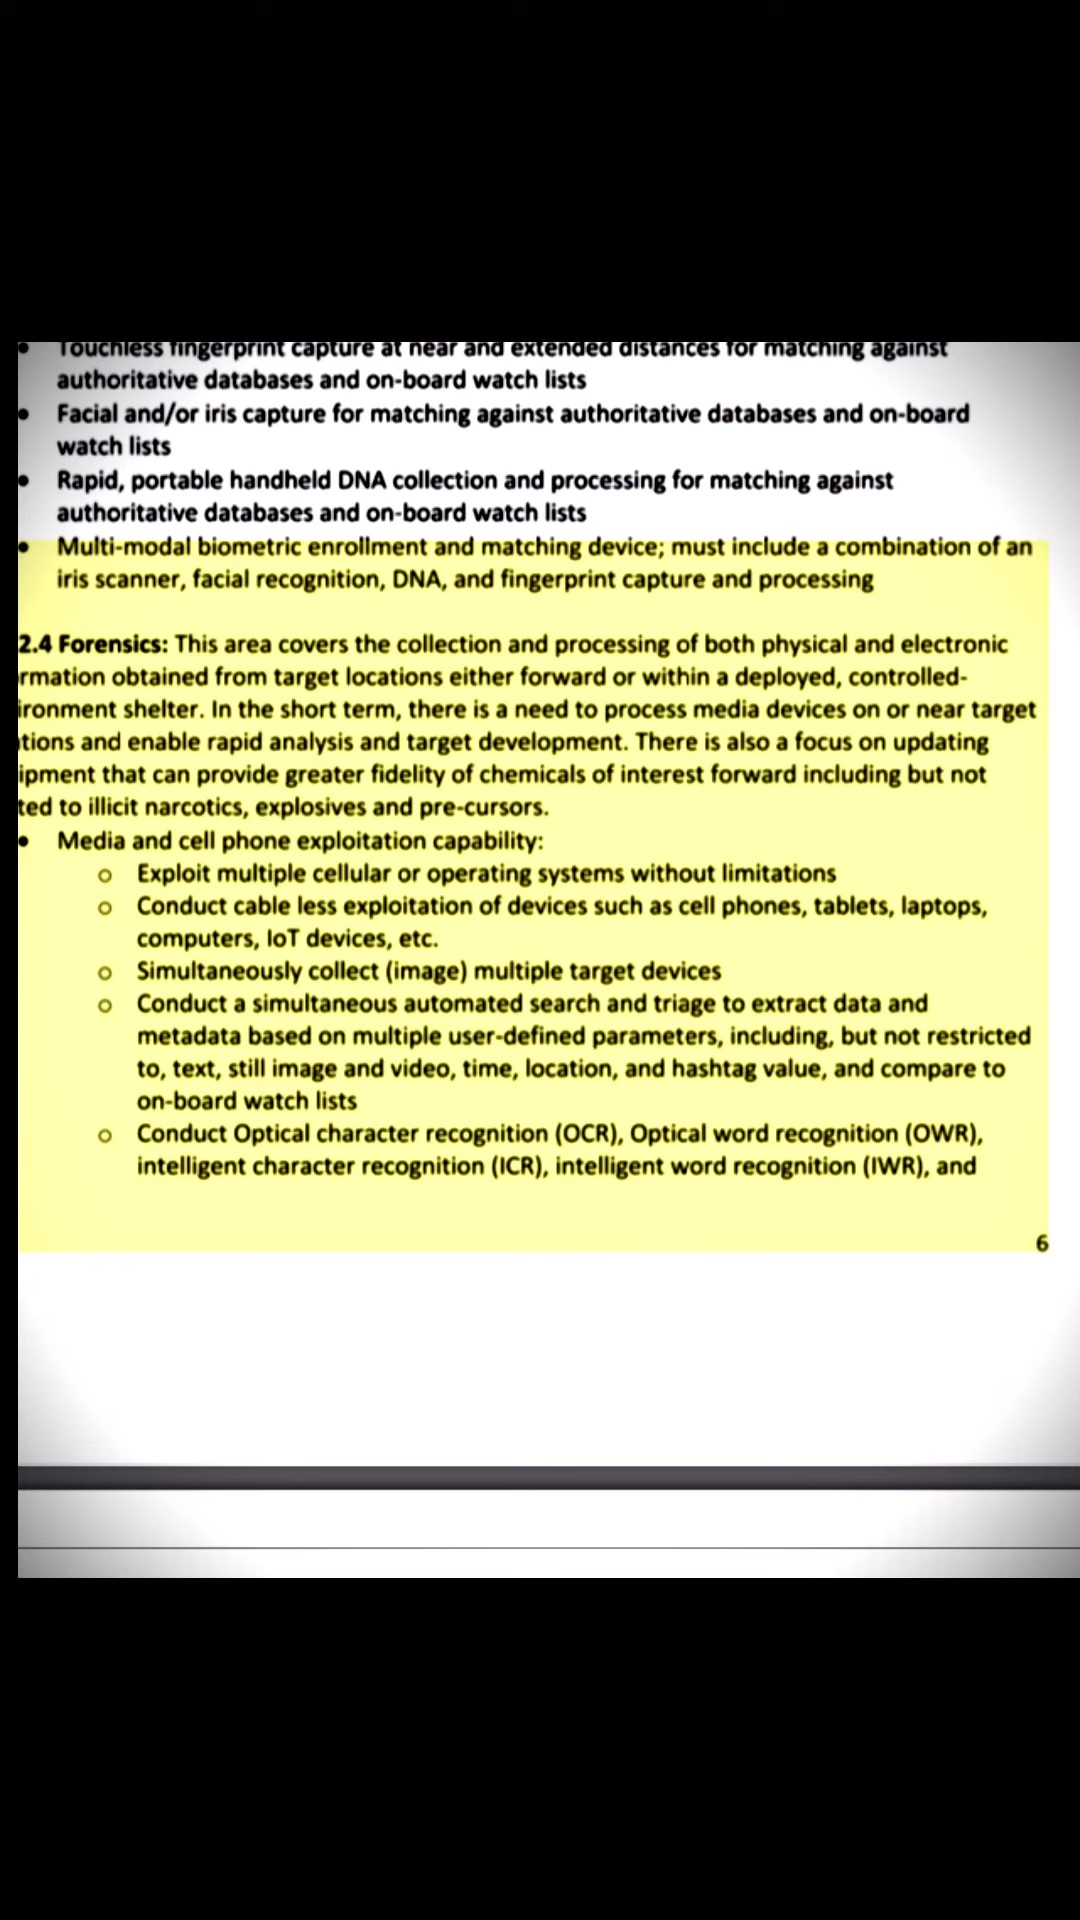 • Touchless fingerprint capture at near and extended distances for matching against
authoritative databases and on-board watch lists
• Facial and/or iris capture for matching against authoritative databases and on-board
watch lists
• Rapid, portable handheld DNA collection and processing for matching against
authoritative databases and on-board watch lists
• Multi-modal biometric enrollment and matching device; must include a combination of an
iris scanner, facial recognition, DNA, and fingerprint capture and processing
2.4 Forensics: This area covers the collection and processing of both physical and electronic
rmation obtained from target locations either forward or within a deployed, controlled-
ironment shelter. In the short term, there is a need to process media devices on or near target
tions and enable rapid analysis and target development. There is also a focus on updating
ipment that can provide greater fidelity of chemicals of interest forward including but not
ted to illicit narcotics, explosives and pre-cursors.
• Media and cell phone exploitation capability:
o Exploit multiple cellular or operating systems without limitations
o Conduct cable less exploitation of devices such as cell phones, tablets, laptops,
computers, IoT devices, etc.
o Simultaneously collect (image) multiple target devices
o Conduct a simultaneous automated search and triage to extract data and
metadata based on multiple user-defined parameters, including, but not restricted
to, text, still image and video, time, location, and hashtag value, and compare to
on-board watch lists
o Conduct Optical character recognition (OCR), Optical word recognition (OWR),
intelligent character recognition (ICR), intelligent word recognition (IWR), and
6